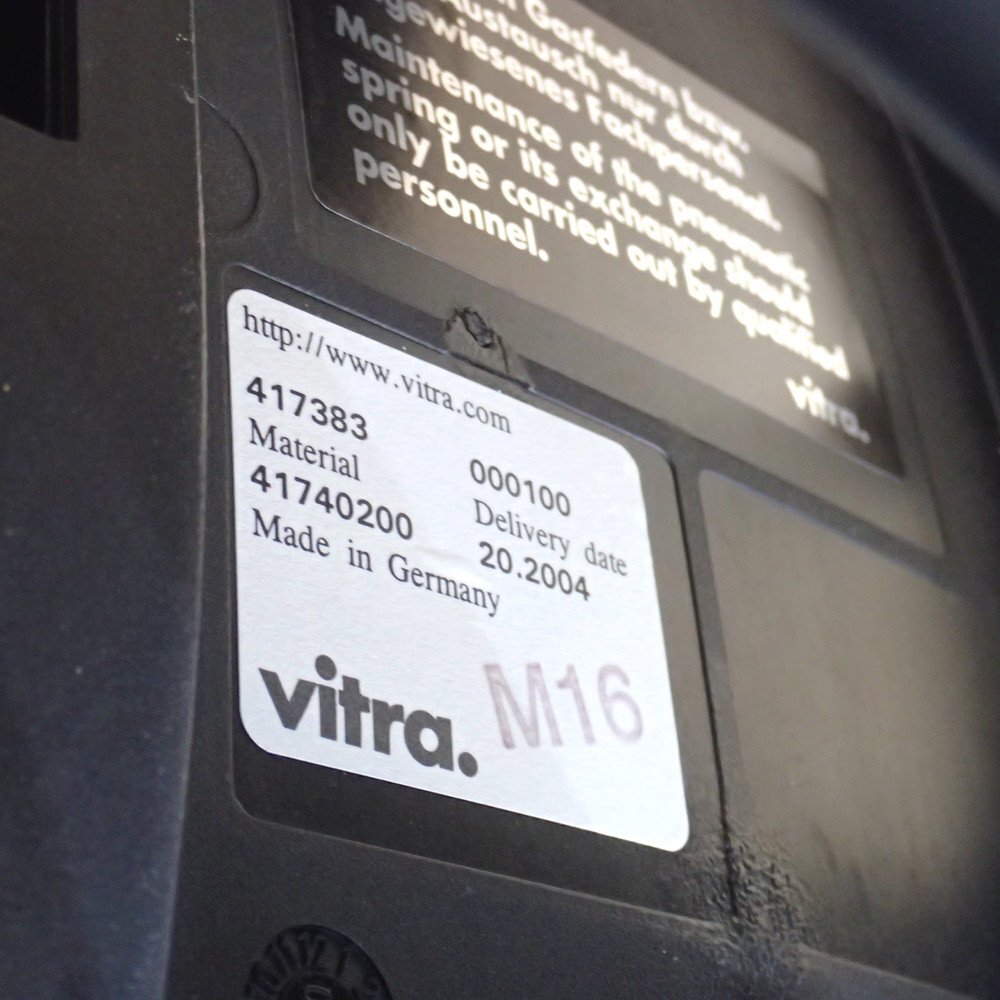 Gasfedern bzw.
Austausch nur durch
Fachpersonal.
Maintenance of the pneumatic
spring or its exchange should
only be carried out by qualified
personnel.
vitra.
http://www.vitra.com
417383
000100
Material
Delivery date
41740200
20.2004
Made in Germany
vitra.
M16